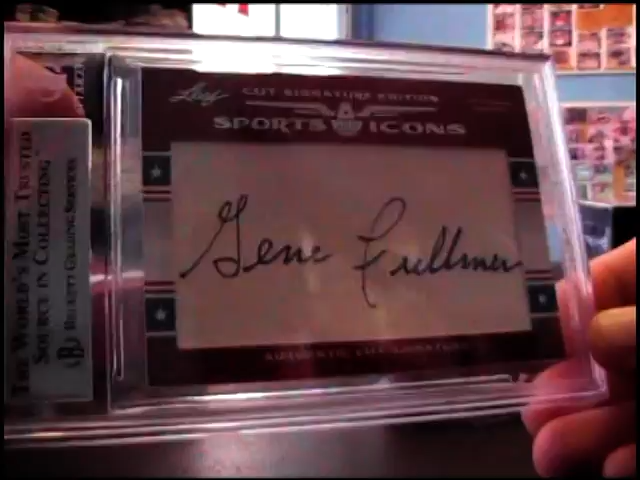 Leaf
CUT SIGNATURE EDITION
SPORTS ICONS
Gene Fullmer
AUTHENTIC CUT SIGNATURE
THE WORLD'S MOST TRUSTED
SOURCE IN COLLECTING™
BECKETT GRADING SERVICES